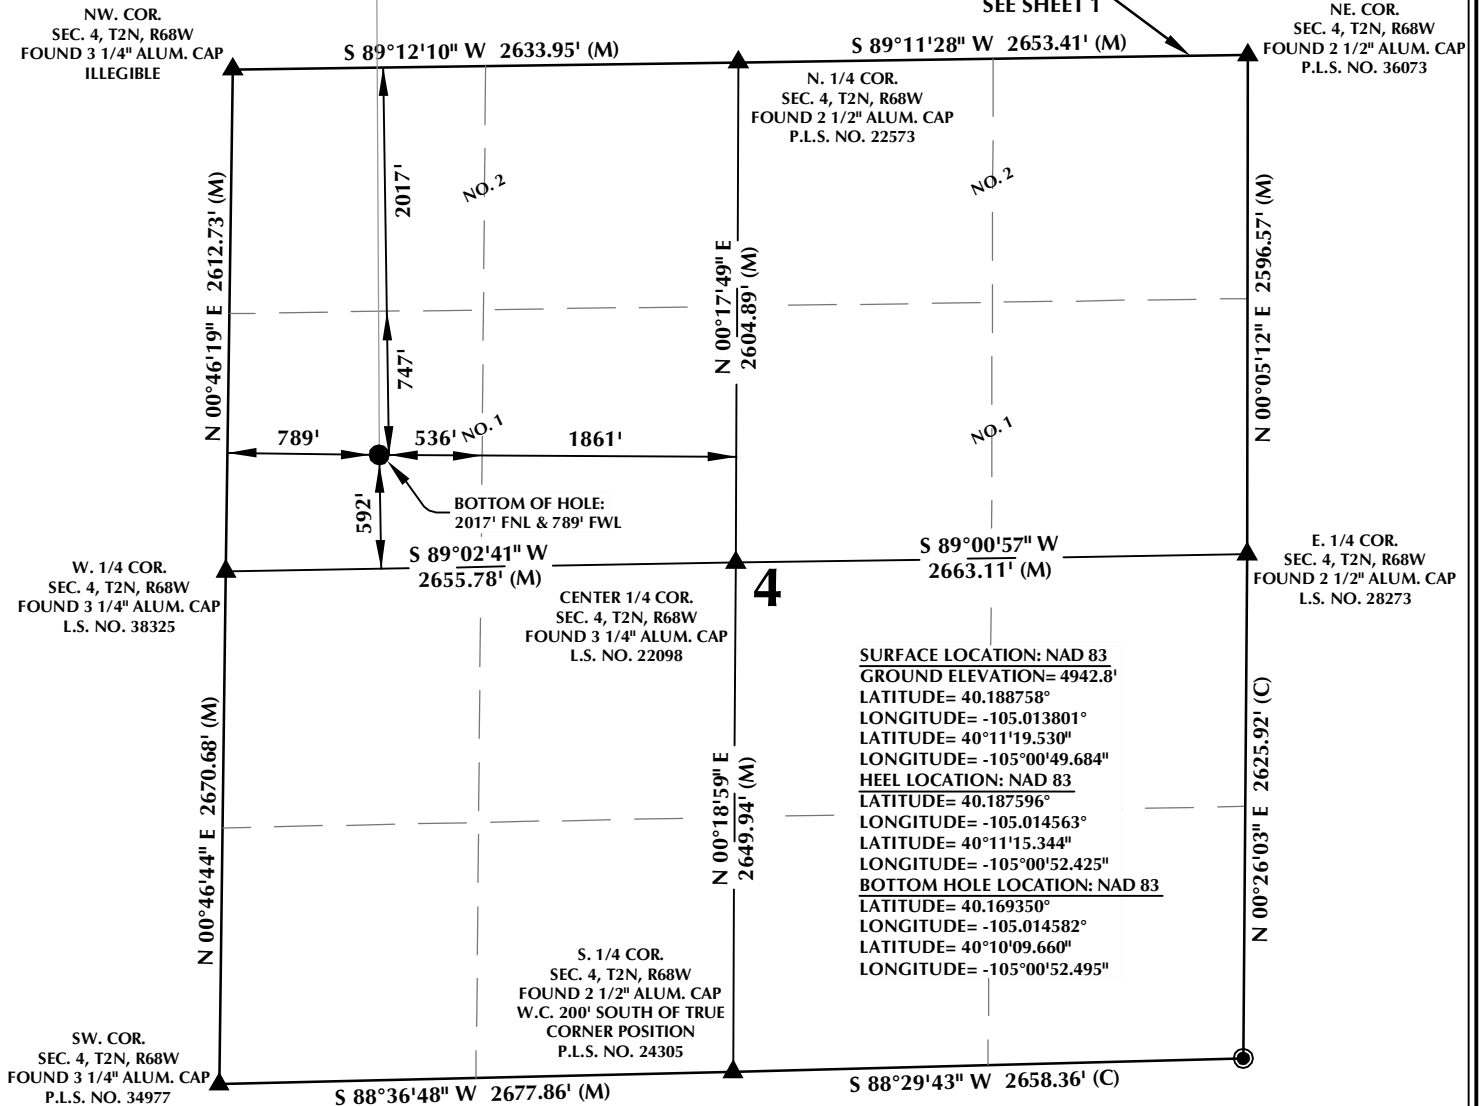 SEE SHEET 1
NW. COR.
SEC. 4, T2N, R68W
FOUND 3 1/4" ALUM. CAP
ILLEGIBLE
S 89°12'10" W 2633.95' (M)
S 89°11'28" W 2653.41' (M)
NE. COR.
SEC. 4, T2N, R68W
FOUND 2 1/2" ALUM. CAP
P.L.S. NO. 36073
N. 1/4 COR.
SEC. 4, T2N, R68W
FOUND 2 1/2" ALUM. CAP
P.L.S. NO. 22573
N 00°46'19" E 2612.73' (M)
2017'
NO. 2
NO. 2
N 00°17'49" E
2604.89' (M)
N 00°05'12" E 2596.57' (M)
747'
789'
536'
NO. 1
1861'
NO. 1
592'
BOTTOM OF HOLE:
2017' FNL & 789' FWL
S 89°02'41" W
2655.78' (M)
S 89°00'57" W
2663.11' (M)
W. 1/4 COR.
SEC. 4, T2N, R68W
FOUND 3 1/4" ALUM. CAP
L.S. NO. 38325
CENTER 1/4 COR.
SEC. 4, T2N, R68W
FOUND 3 1/4" ALUM. CAP
L.S. NO. 22098
4
E. 1/4 COR.
SEC. 4, T2N, R68W
FOUND 2 1/2" ALUM. CAP
L.S. NO. 28273
SURFACE LOCATION: NAD 83
GROUND ELEVATION= 4942.8'
LATITUDE= 40.188758°
LONGITUDE= -105.013801°
LATITUDE= 40°11'19.530"
LONGITUDE= -105°00'49.684"
HEEL LOCATION: NAD 83
LATITUDE= 40.187596°
LONGITUDE= -105.014563°
LATITUDE= 40°11'15.344"
LONGITUDE= -105°00'52.425"
BOTTOM HOLE LOCATION: NAD 83
LATITUDE= 40.169350°
LONGITUDE= -105.014582°
LATITUDE= 40°10'09.660"
LONGITUDE= -105°00'52.495"
N 00°46'44" E 2670.68' (M)
N 00°18'59" E
2649.94' (M)
N 00°26'03" E 2625.92' (C)
S. 1/4 COR.
SEC. 4, T2N, R68W
FOUND 2 1/2" ALUM. CAP
W.C. 200' SOUTH OF TRUE
CORNER POSITION
P.L.S. NO. 24305
SW. COR.
SEC. 4, T2N, R68W
FOUND 3 1/4" ALUM. CAP
P.L.S. NO. 34977
S 88°36'48" W 2677.86' (M)
S 88°29'43" W 2658.36' (C)